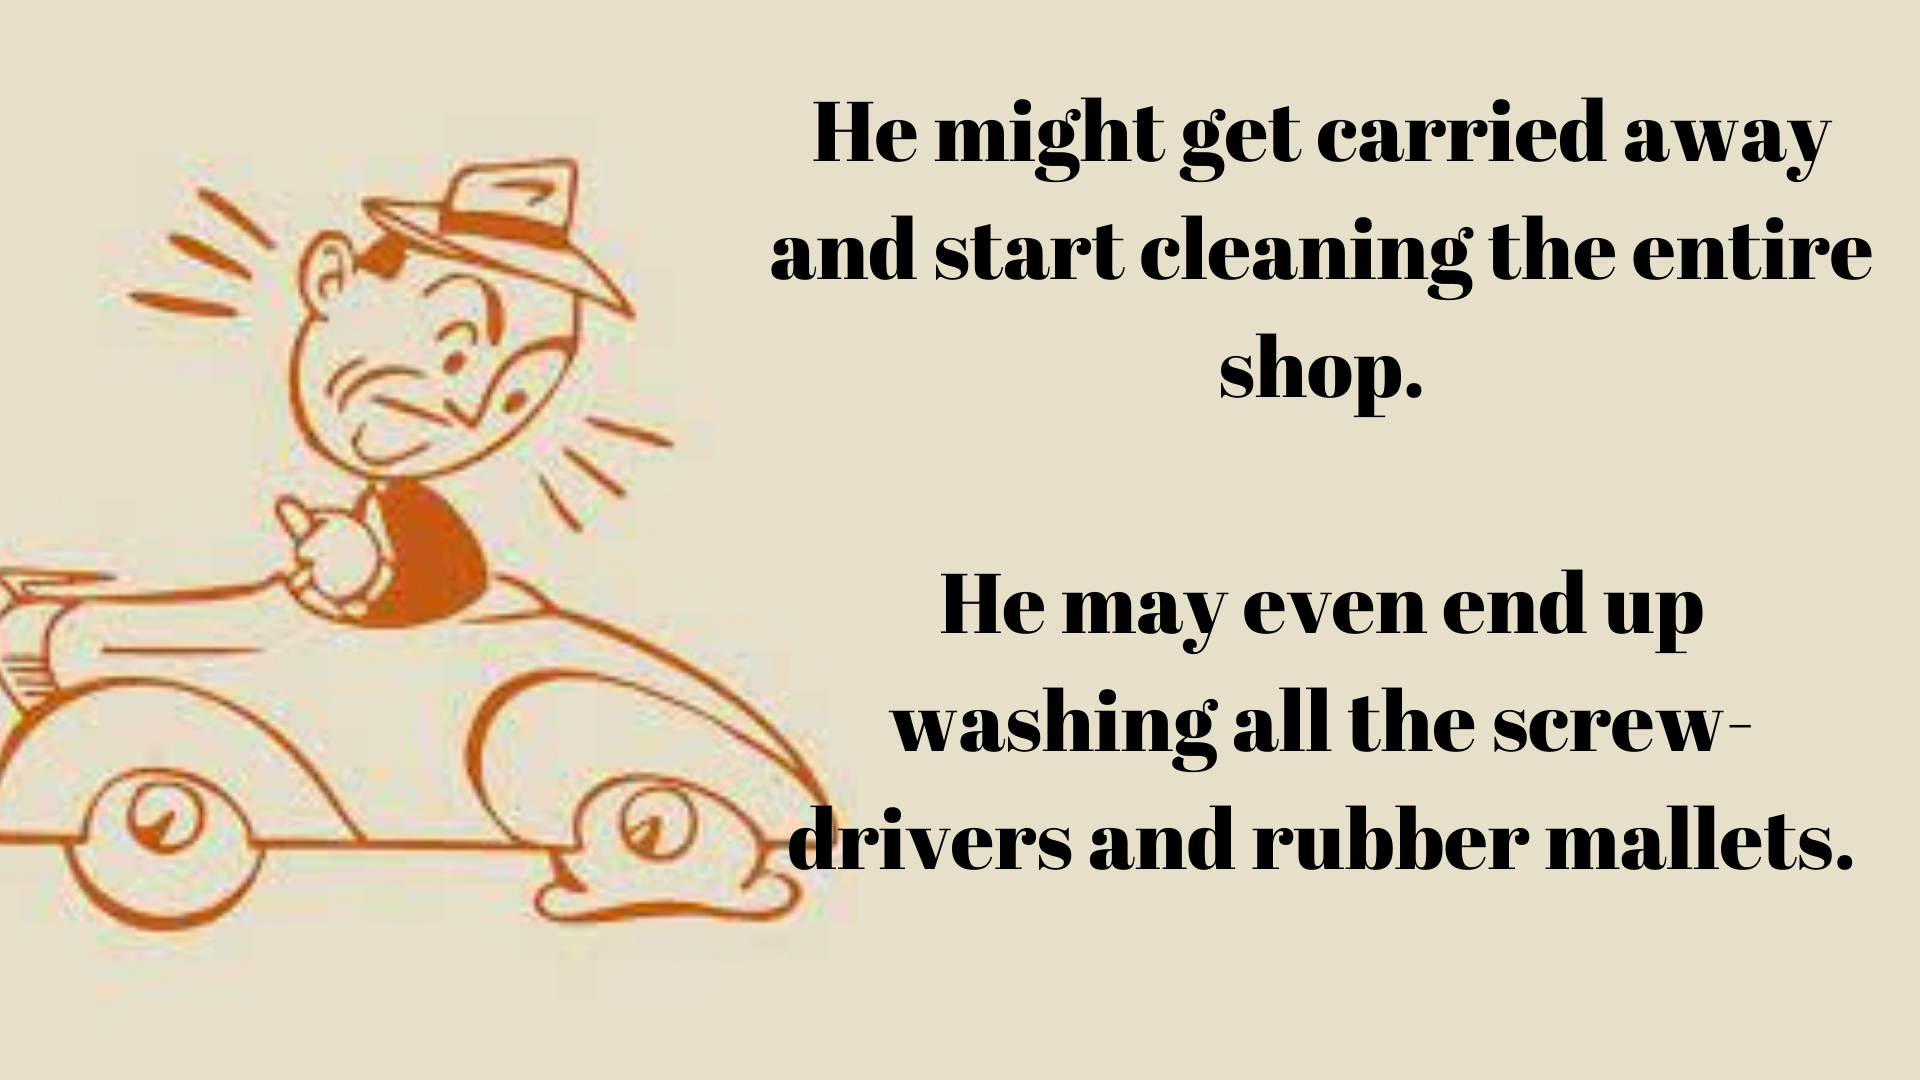 He might get carried away
and start cleaning the entire
shop.
He may even end up
washing all the screw-
drivers and rubber mallets.